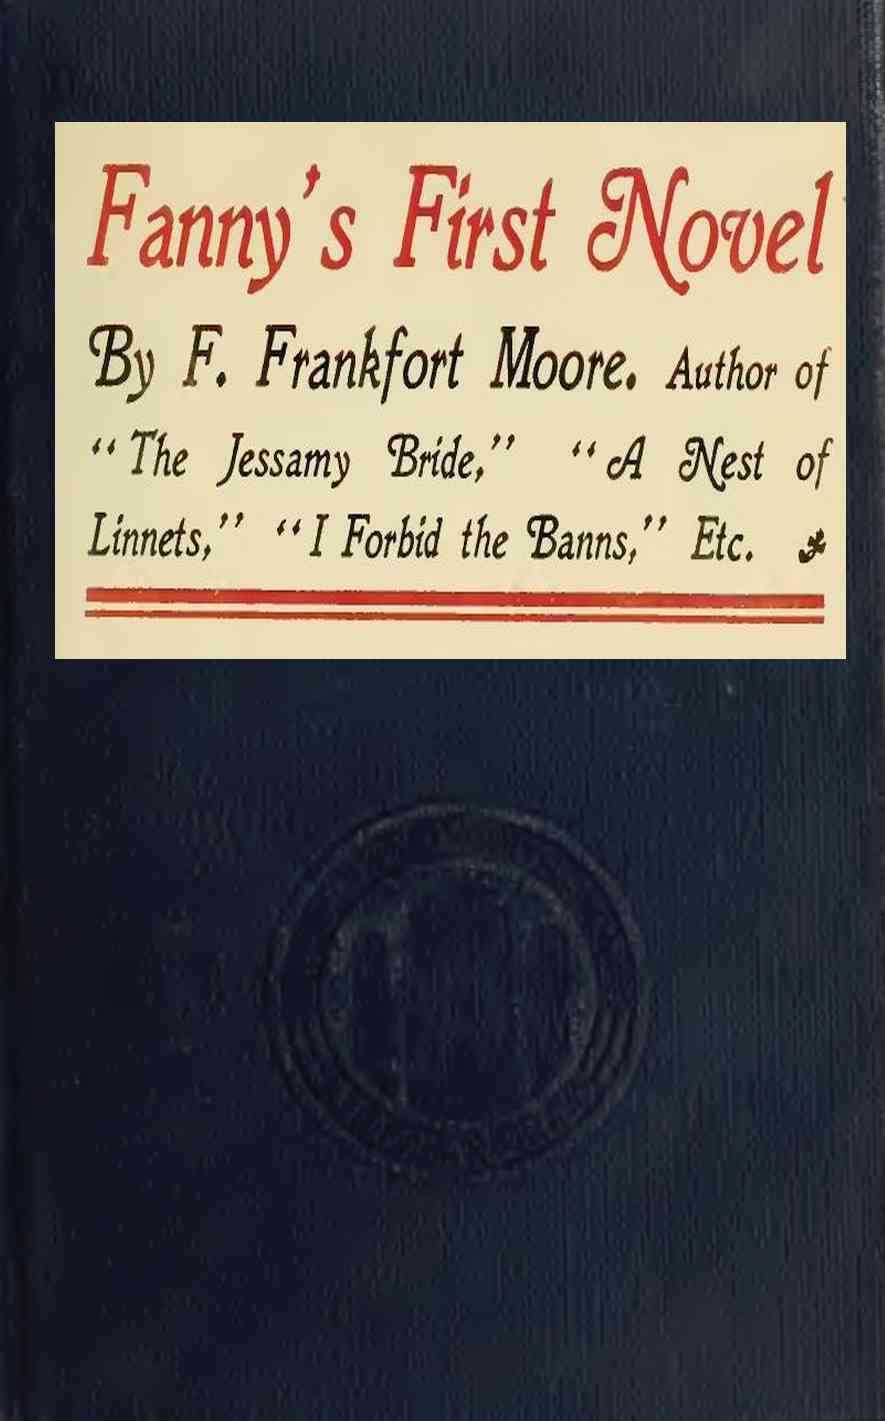 Fanny's First Novel
By F. Frankfort Moore. Author of
“The Jessamy Bride,” “A Nest of
Linnets,” “I Forbid the Banns,” Etc.